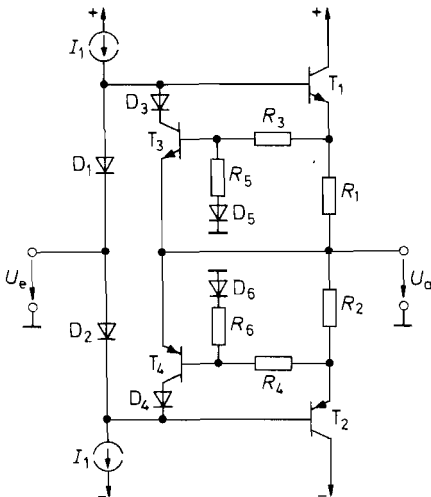 + +
I₁
T₁
D₃
T₃ R₃
D₁ R₅ R₁
D₅
Uₑ D₆ Uₐ
R₂
D₂ R₆
T₄
R₄
D₄
T₂
I₁
− −